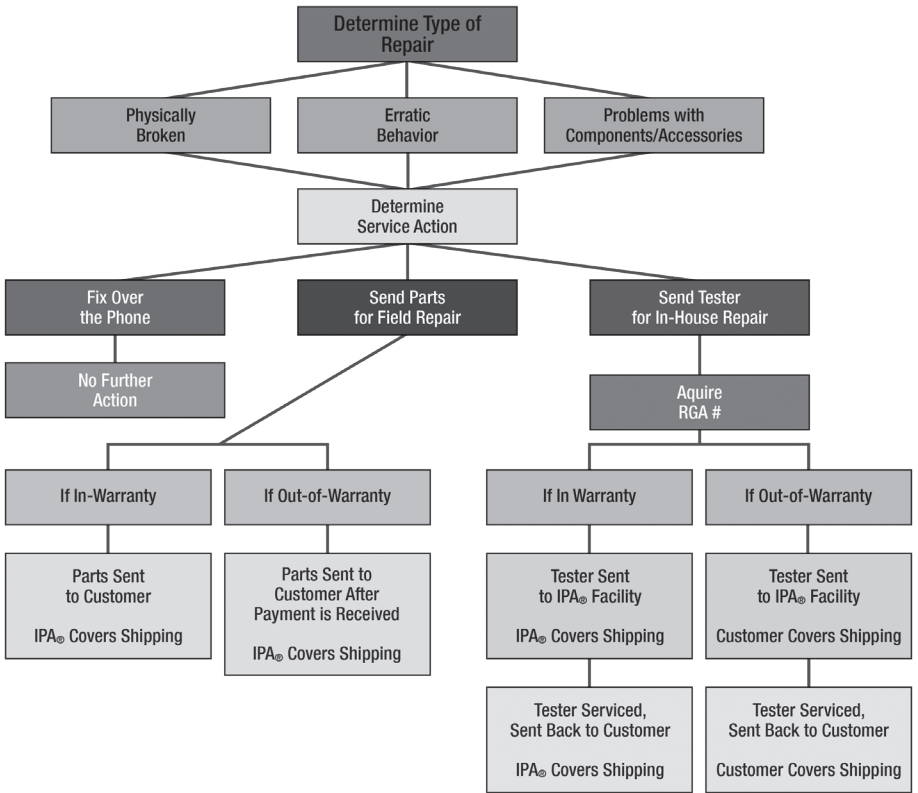 Determine Type of
Repair
Physically
Broken
Erratic
Behavior
Problems with
Components/Accessories
Determine
Service Action
Fix Over
the Phone
Send Parts
for Field Repair
Send Tester
for In-House Repair
No Further
Action
Aquire
RGA #
If In-Warranty
If Out-of-Warranty
If In Warranty
If Out-of-Warranty
Parts Sent
to Customer
IPA® Covers Shipping
Parts Sent to
Customer After
Payment is Received
IPA® Covers Shipping
Tester Sent
to IPA® Facility
IPA® Covers Shipping
Tester Sent
to IPA® Facility
Customer Covers Shipping
Tester Serviced,
Sent Back to Customer
IPA® Covers Shipping
Tester Serviced,
Sent Back to Customer
Customer Covers Shipping